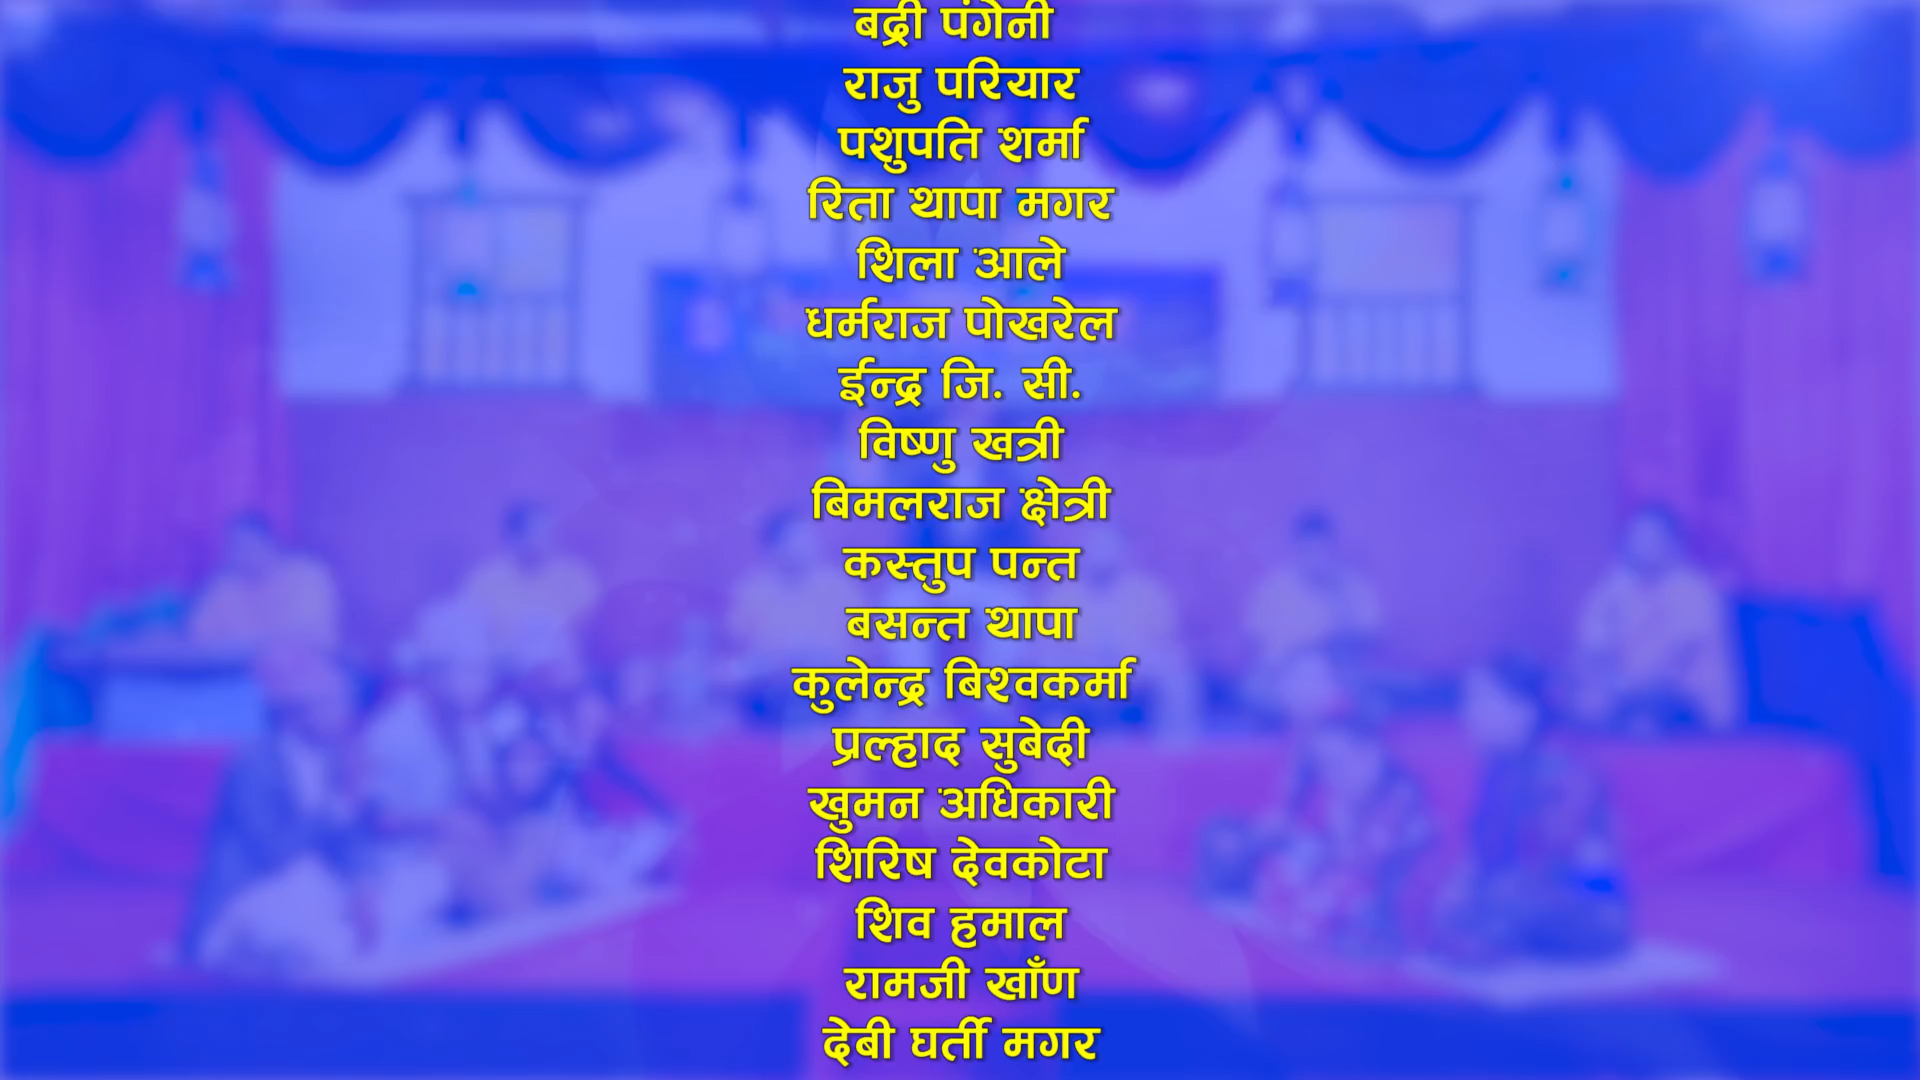 बद्री पंगेनी
राजु परियार
पशुपति शर्मा
रिता थापा मगर
शिला आले
धर्मराज पोखरेल
ईन्द्र जि. सी.
विष्णु खत्री
बिमलराज क्षेत्री
कस्तुप पन्त
बसन्त थापा
कुलेन्द्र बिश्वकर्मा
प्रल्हाद सुबेदी
खुमन अधिकारी
शिरिष देवकोटा
शिव हमाल
रामजी खाँण
देबी घर्ती मगर